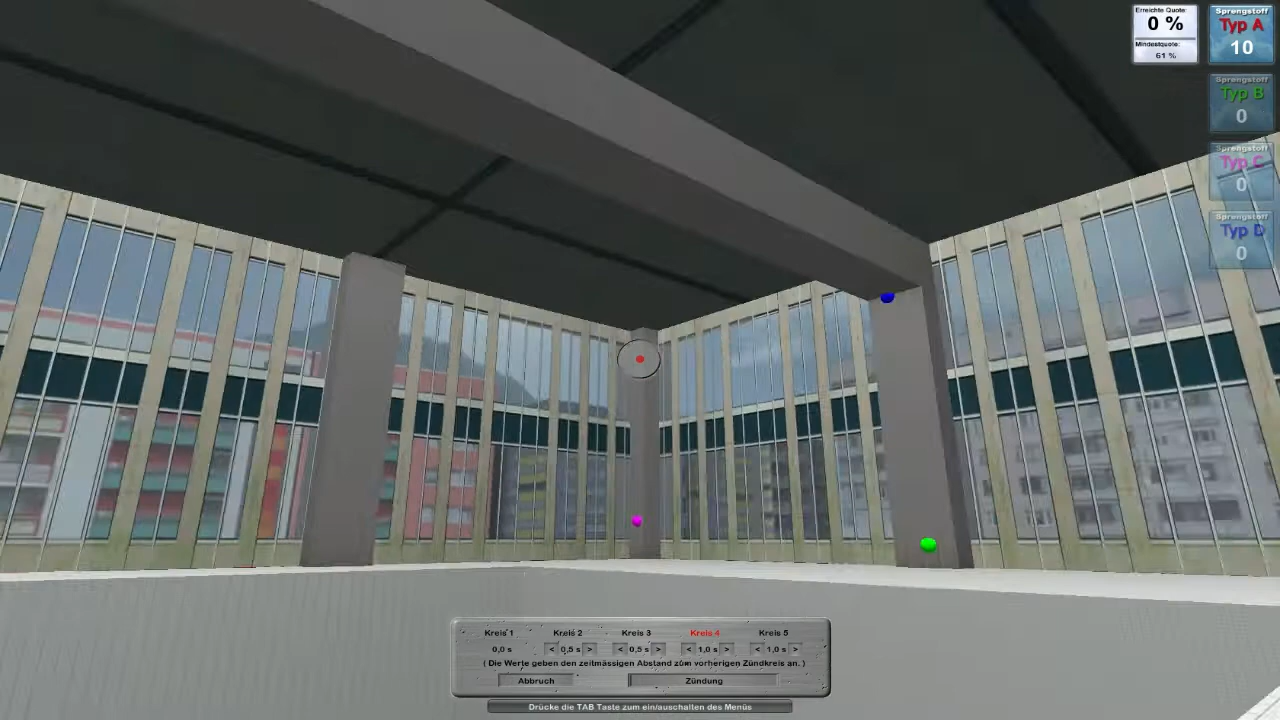 Erreichte Quote:
0 %
Mindestquote:
61 %
Sprengstoff
Typ A
10
Sprengstoff
Typ B
0
Sprengstoff
Typ C
0
Sprengstoff
Typ D
0
Kreis 1 Kreis 2 Kreis 3 Kreis 4 Kreis 5
0,0 s < 0,5 s > < 0,5 s > < 1,0 s > < 1,0 s >
( Die Werte geben den zeitmässigen Abstand zum vorherigen Zündkreis an. )
Abbruch Zündung
Drücke die TAB Taste zum ein/auschalten des Menüs